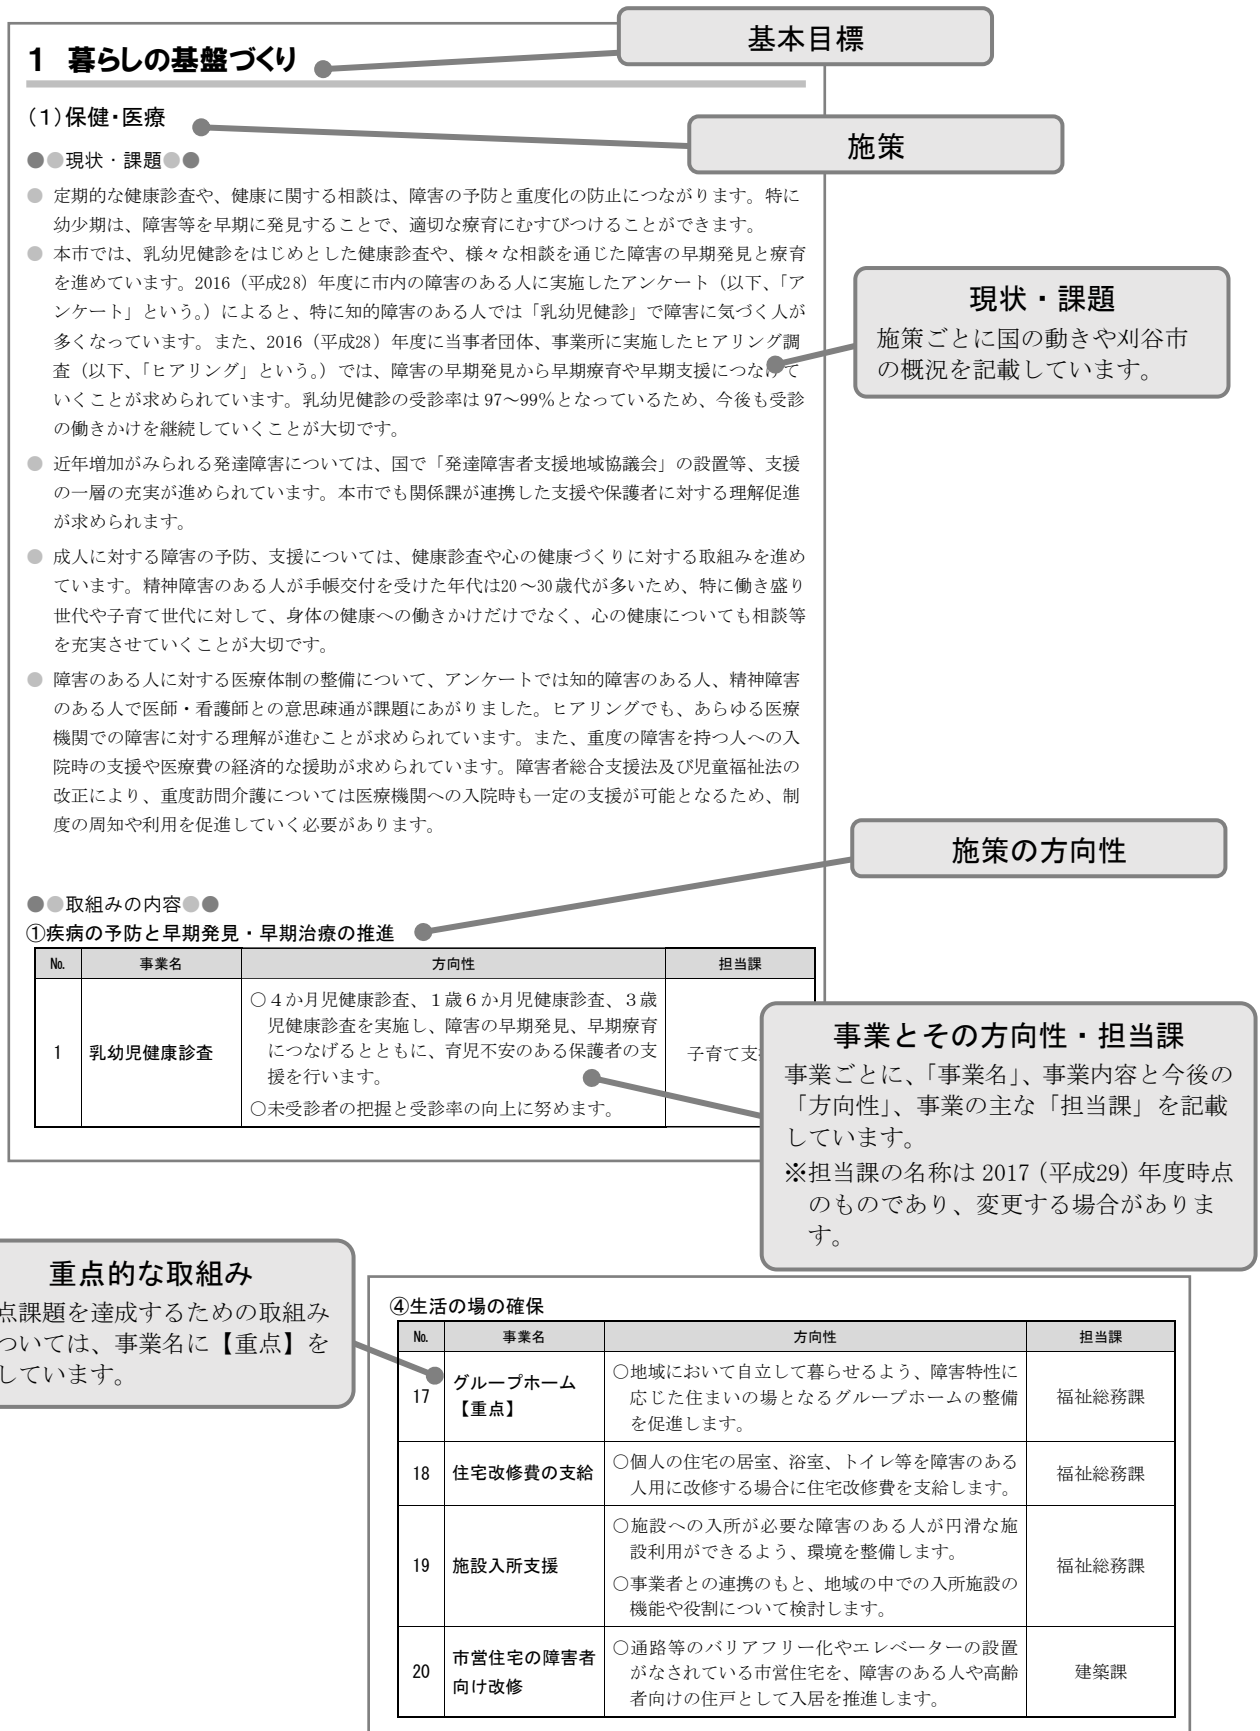 基本目標
1 暮らしの基盤づくり
(1)保健・医療
施策
●●現状・課題●●
● 定期的な健康診査や、健康に関する相談は、障害の予防と重度化の防止につながります。特に
幼少期は、障害等を早期に発見することで、適切な療育にむすびつけることができます。
● 本市では、乳幼児健診をはじめとした健康診査や、様々な相談を通じた障害の早期発見と療育
を進めています。2016（平成28）年度に市内の障害のある人に実施したアンケート（以下、「ア
ンケート」という。）によると、特に知的障害のある人では「乳幼児健診」で障害に気づく人が
多くなっています。また、2016（平成28）年度に当事者団体、事業所に実施したヒアリング調
査（以下、「ヒアリング」という。）では、障害の早期発見から早期療育や早期支援につなげて
いくことが求められています。乳幼児健診の受診率は 97～99％となっているため、今後も受診
の働きかけを継続していくことが大切です。
● 近年増加がみられる発達障害については、国で「発達障害者支援地域協議会」の設置等、支援
の一層の充実が進められています。本市でも関係課が連携した支援や保護者に対する理解促進
が求められます。
● 成人に対する障害の予防、支援については、健康診査や心の健康づくりに対する取組みを進め
ています。精神障害のある人が手帳交付を受けた年代は20～30歳代が多いため、特に働き盛り
世代や子育て世代に対して、身体の健康への働きかけだけでなく、心の健康についても相談等
を充実させていくことが大切です。
● 障害のある人に対する医療体制の整備について、アンケートでは知的障害のある人、精神障害
のある人で医師・看護師との意思疎通が課題にあがりました。ヒアリングでも、あらゆる医療
機関での障害に対する理解が進むことが求められています。また、重度の障害を持つ人への入
院時の支援や医療費の経済的な援助が求められています。障害者総合支援法及び児童福祉法の
改正により、重度訪問介護については医療機関への入院時も一定の支援が可能となるため、制
度の周知や利用を促進していく必要があります。
現状・課題
施策ごとに国の動きや刈谷市
の概況を記載しています。
施策の方向性
●●取組みの内容●●
①疾病の予防と早期発見・早期治療の推進
№ 事業名 方向性 担当課
1 乳幼児健康診査
○４か月児健康診査、１歳６か月児健康診査、３歳
児健康診査を実施し、障害の早期発見、早期療育
につなげるとともに、育児不安のある保護者の支
援を行います。
○未受診者の把握と受診率の向上に努めます。
子育て支
事業とその方向性・担当課
事業ごとに、「事業名」、事業内容と今後の
「方向性」、事業の主な「担当課」を記載
しています。
※担当課の名称は 2017（平成29）年度時点
のものであり、変更する場合がありま
す。
重点的な取組み
点課題を達成するための取組み
ついては、事業名に【重点】を
しています。
④生活の場の確保
№ 事業名 方向性 担当課
17 グループホーム
【重点】
○地域において自立して暮らせるよう、障害特性に
応じた住まいの場となるグループホームの整備
を促進します。
福祉総務課
18 住宅改修費の支給
○個人の住宅の居室、浴室、トイレ等を障害のある
人用に改修する場合に住宅改修費を支給します。
福祉総務課
19 施設入所支援
○施設への入所が必要な障害のある人が円滑な施
設利用ができるよう、環境を整備します。
○事業者との連携のもと、地域の中での入所施設の
機能や役割について検討します。
福祉総務課
20 市営住宅の障害者
向け改修
○通路等のバリアフリー化やエレベーターの設置
がなされている市営住宅を、障害のある人や高齢
者向けの住戸として入居を推進します。
建築課